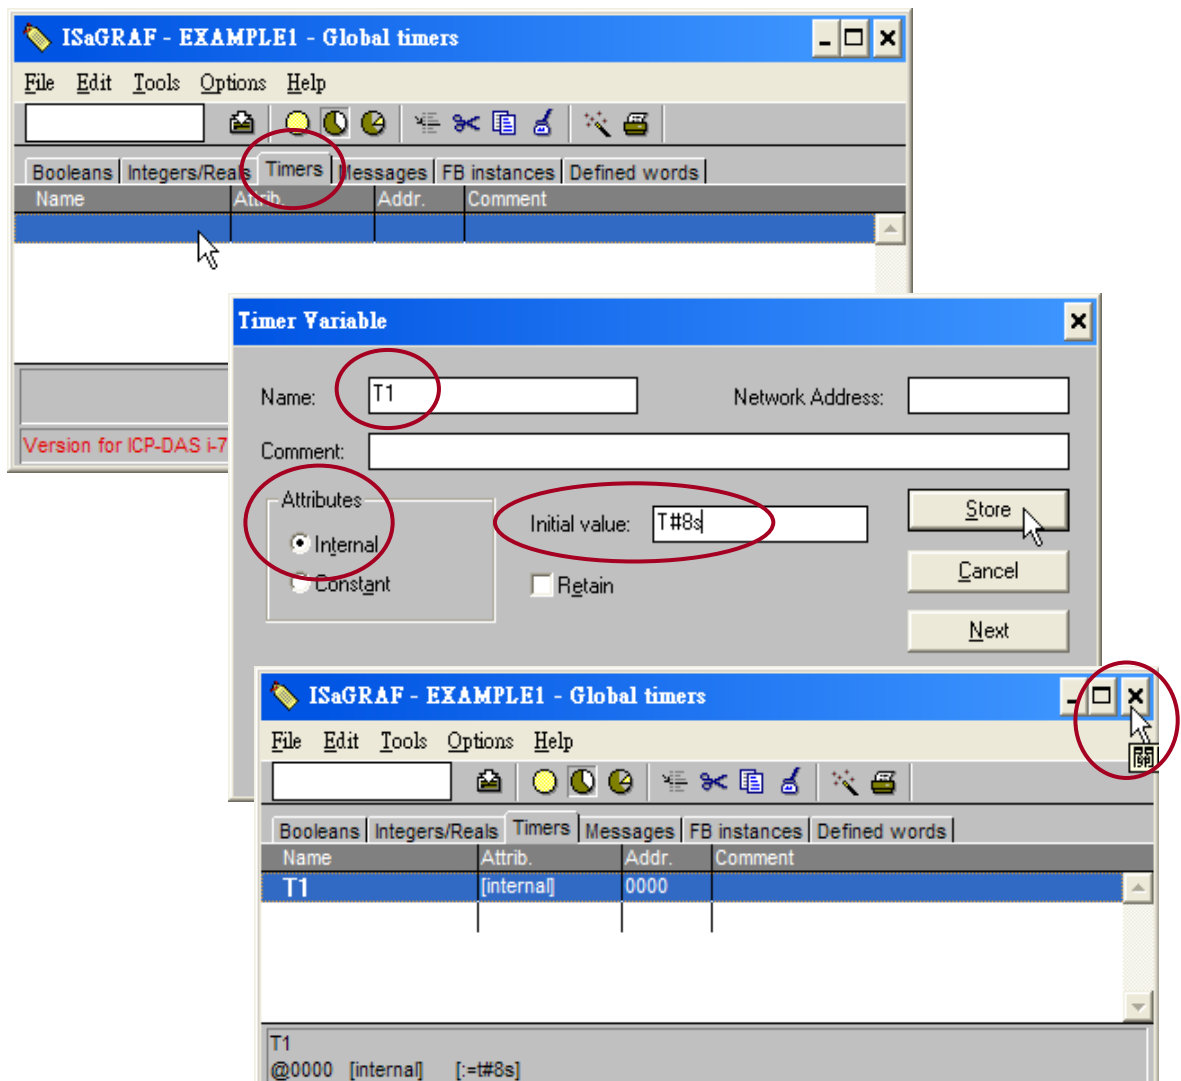 ISaGRAF - EXAMPLE1 - Global timers
File Edit Tools Options Help
Booleans Integers/Reals Timers Messages FB instances Defined words
Name Attrib. Addr. Comment
Version for ICP-DAS i-7
Timer Variable
Name: T1 Network Address:
Comment:
Attributes
Initial value: T#8s
Store
Internal
Constant
Retain
Cancel
Next
ISaGRAF - EXAMPLE1 - Global timers
File Edit Tools Options Help
關閉
Booleans Integers/Reals Timers Messages FB instances Defined words
Name Attrib. Addr. Comment
T1 [internal] 0000
T1
@0000 [internal] [:=t#8s]